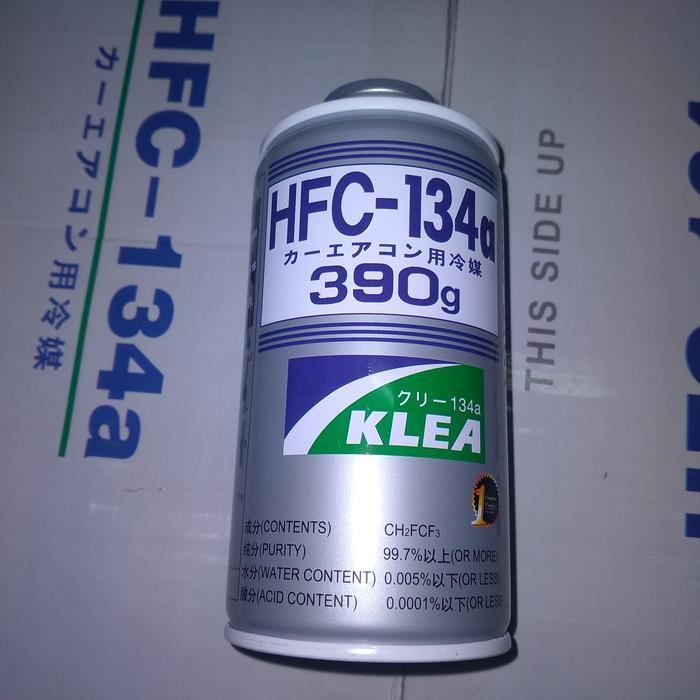 HFC-134a
カーエアコン用冷媒
390g
クリー134a
KLEA
1
成分(CONTENTS) CH₂FCF₃
純分(PURITY) 99.7%以上(OR MORE)
水分(WATER CONTENT) 0.005%以下(OR LESS)
酸分(ACID CONTENT) 0.0001%以下(OR LESS)
HFC-134a
カーエアコン用冷媒
THIS SIDE UP